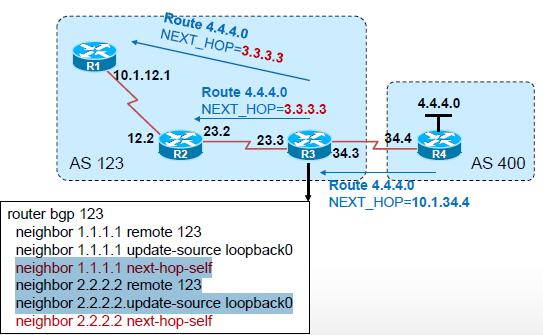 Route 4.4.4.0
NEXT_HOP=3.3.3.3
R1
10.1.12.1
Route 4.4.4.0
NEXT_HOP=3.3.3.3
4.4.4.0
12.2
23.2
23.3
34.4
R2
R3
34.3
R4
AS 123
AS 400
Route 4.4.4.0
NEXT_HOP=10.1.34.4
router bgp 123
neighbor 1.1.1.1 remote 123
neighbor 1.1.1.1 update-source loopback0
neighbor 1.1.1.1 next-hop-self
neighbor 2.2.2.2 remote 123
neighbor 2.2.2.2.update-source loopback0
neighbor 2.2.2.2 next-hop-self